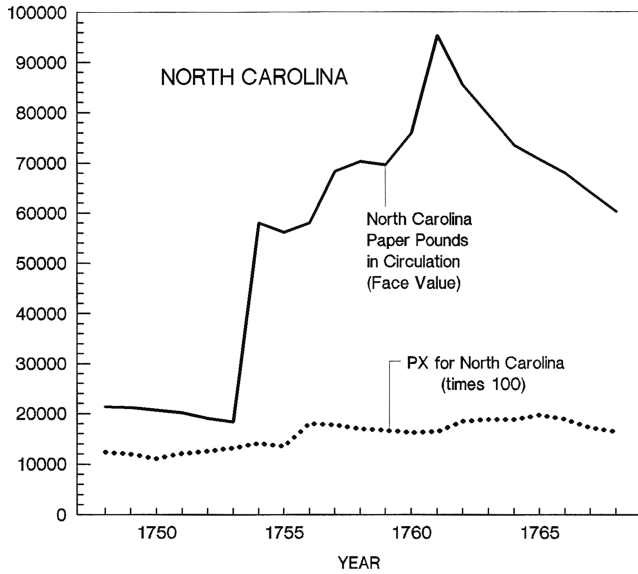 100000
90000
80000
70000
60000
50000
40000
30000
20000
10000
0
NORTH CAROLINA
North Carolina
Paper Pounds
in Circulation
(Face Value)
PX for North Carolina
(times 100)
1750
1755
1760
1765
YEAR